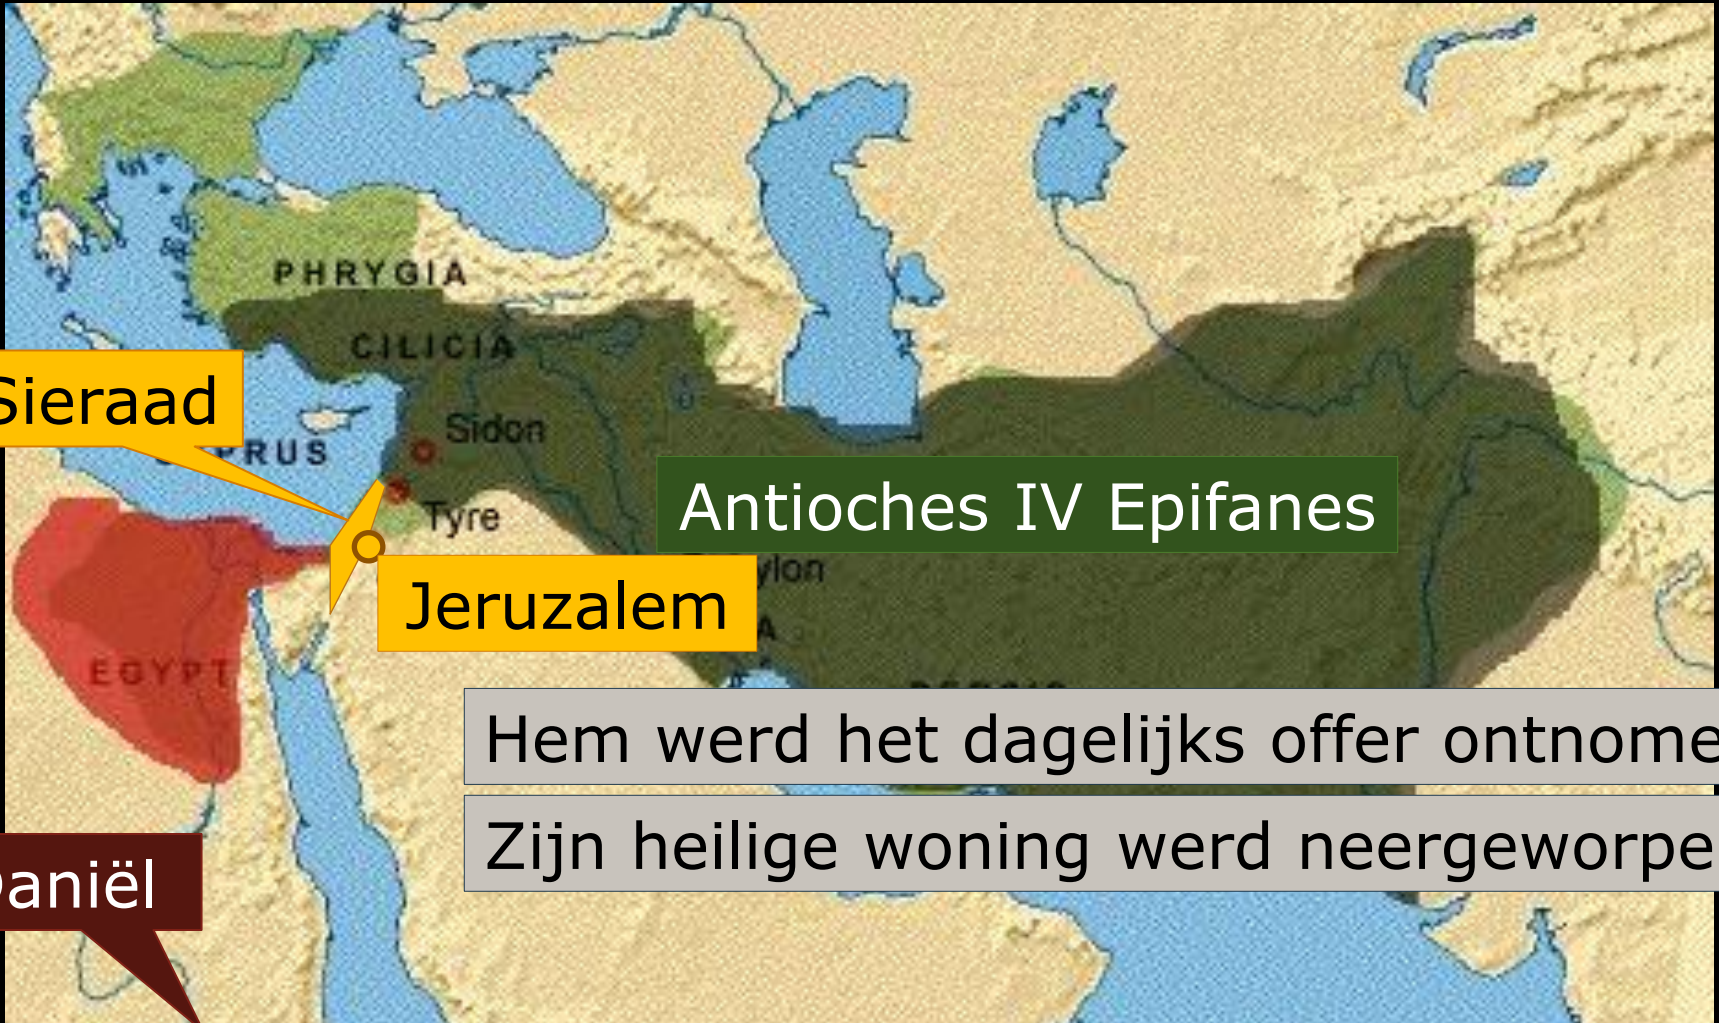 PHRYGIA
CILICIA
Sieraad
Sidon
PRUS
Antioches IV Epifanes
Tyre
ylon
Jeruzalem
A
EGYPT
Hem werd het dagelijks offer ontnome
Zijn heilige woning werd neergeworpe
aniël